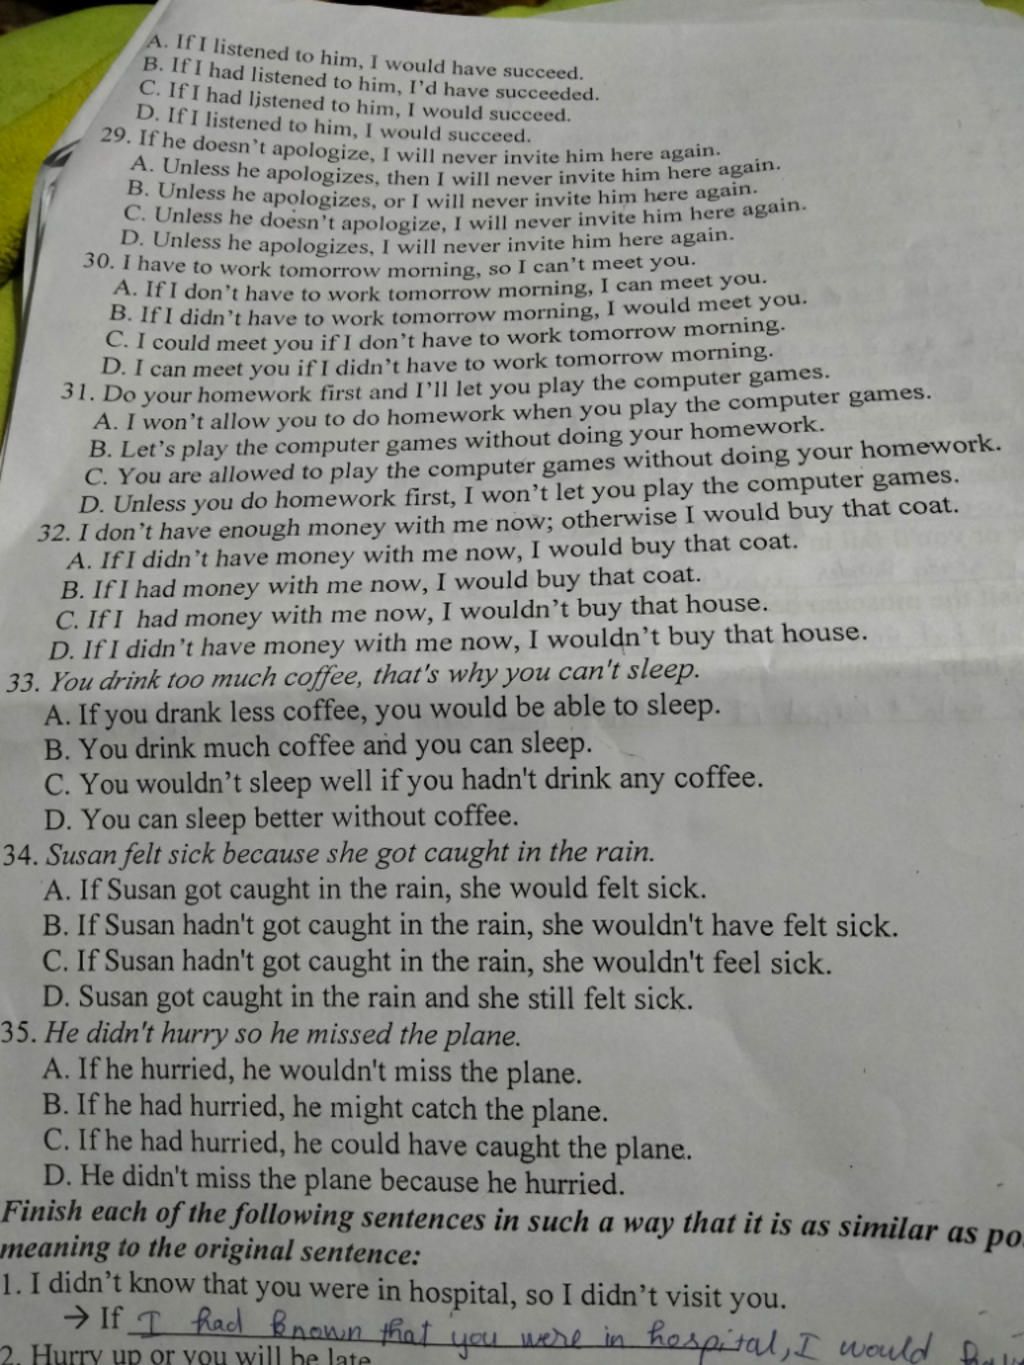 A. If I listened to him, I would have succeed.
B. If I had listened to him, I'd have succeeded.
C. If I had listened to him, I would succeed.
D. If I listened to him, I would succeed.
29. If he doesn't apologize, I will never invite him here again.
A. Unless he apologizes, then I will never invite him here again.
B. Unless he apologizes, or I will never invite him here again.
C. Unless he doesn't apologize, I will never invite him here again.
D. Unless he apologizes, I will never invite him here again.
30. I have to work tomorrow morning, so I can't meet you.
A. If I don't have to work tomorrow morning, I can meet you.
B. If I didn't have to work tomorrow morning, I would meet you.
C. I could meet you if I don't have to work tomorrow morning.
D. I can meet you if I didn't have to work tomorrow morning.
31. Do your homework first and I'll let you play the computer games.
A. I won't allow you to do homework when you play the computer games.
B. Let's play the computer games without doing your homework.
C. You are allowed to play the computer games without doing your homework.
D. Unless you do homework first, I won't let you play the computer games.
32. I don't have enough money with me now; otherwise I would buy that coat.
A. If I didn't have money with me now, I would buy that coat.
B. If I had money with me now, I would buy that coat.
C. If I had money with me now, I wouldn't buy that house.
D. If I didn't have money with me now, I wouldn't buy that house.
33. You drink too much coffee, that's why you can't sleep.
A. If you drank less coffee, you would be able to sleep.
B. You drink much coffee and you can sleep.
C. You wouldn't sleep well if you hadn't drink any coffee.
D. You can sleep better without coffee.
34. Susan felt sick because she got caught in the rain.
A. If Susan got caught in the rain, she would felt sick.
B. If Susan hadn't got caught in the rain, she wouldn't have felt sick.
C. If Susan hadn't got caught in the rain, she wouldn't feel sick.
D. Susan got caught in the rain and she still felt sick.
35. He didn't hurry so he missed the plane.
A. If he hurried, he wouldn't miss the plane.
B. If he had hurried, he might catch the plane.
C. If he had hurried, he could have caught the plane.
D. He didn't miss the plane because he hurried.
Finish each of the following sentences in such a way that it is as similar as
meaning to the original sentence:
1. I didn't know that you were in hospital, so I didn't visit you.
→ If I had known that you were in hospital, I would
2. Hurry up or you will be late